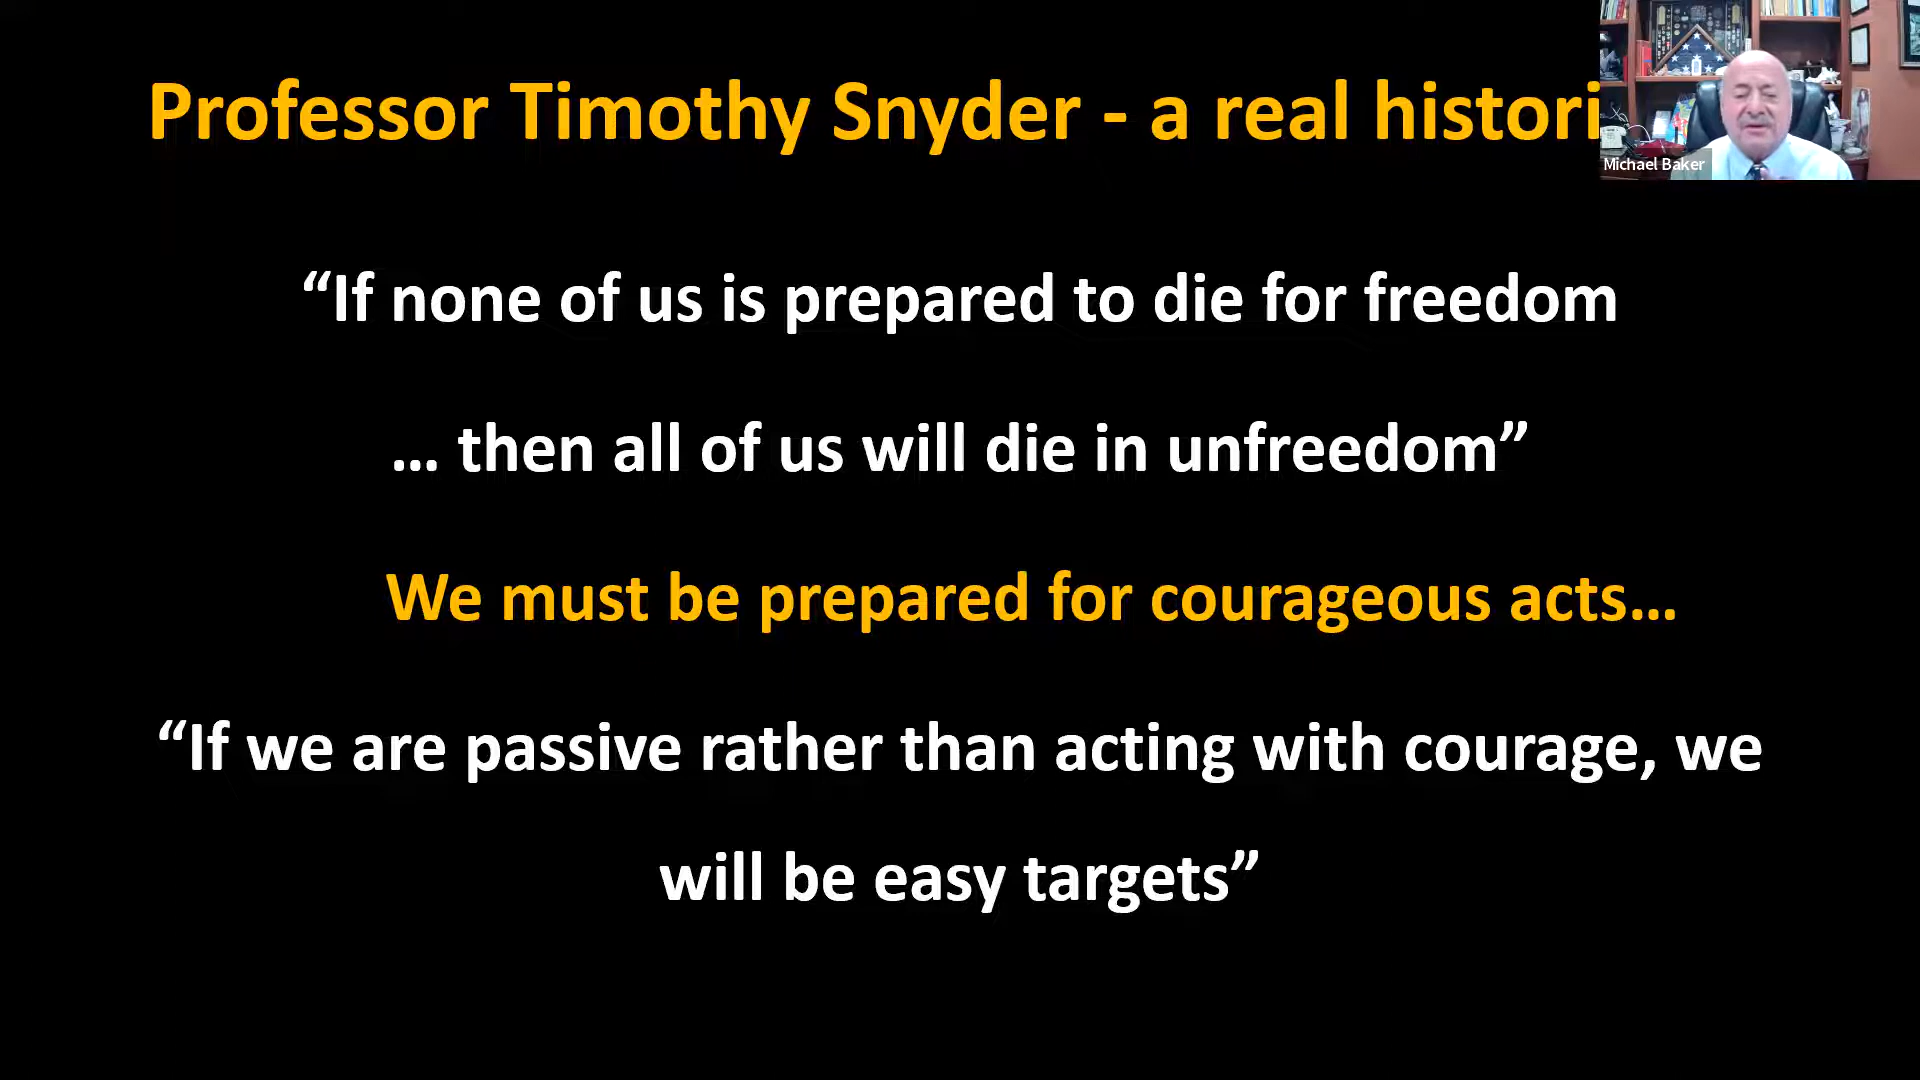 Professor Timothy Snyder - a real histori
Michael Baker
“If none of us is prepared to die for freedom
… then all of us will die in unfreedom”
We must be prepared for courageous acts…
“If we are passive rather than acting with courage, we
will be easy targets”